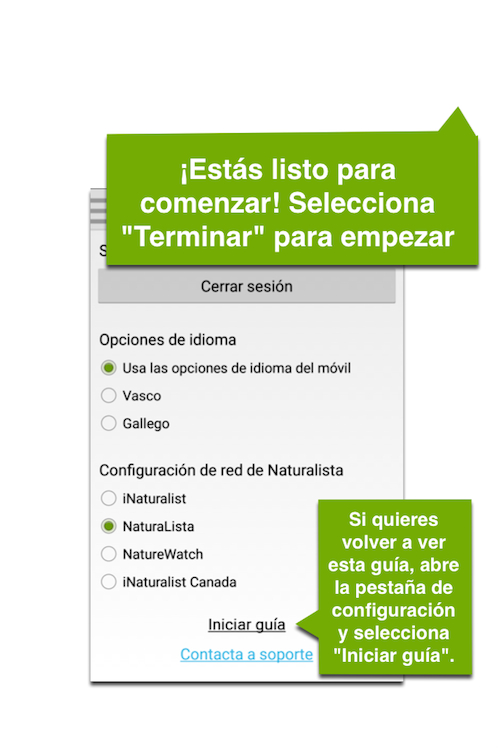 ¡Estás listo para
comenzar! Selecciona
"Terminar" para empezar
Cerrar sesión
Opciones de idioma
Usa las opciones de idioma del móvil
Vasco
Gallego
Configuración de red de Naturalista
iNaturalist
NaturaLista
NatureWatch
iNaturalist Canada
Iniciar guía
Contacta a soporte
Si quieres
volver a ver
esta guía, abre
la pestaña de
configuración
y selecciona
"Iniciar guía".